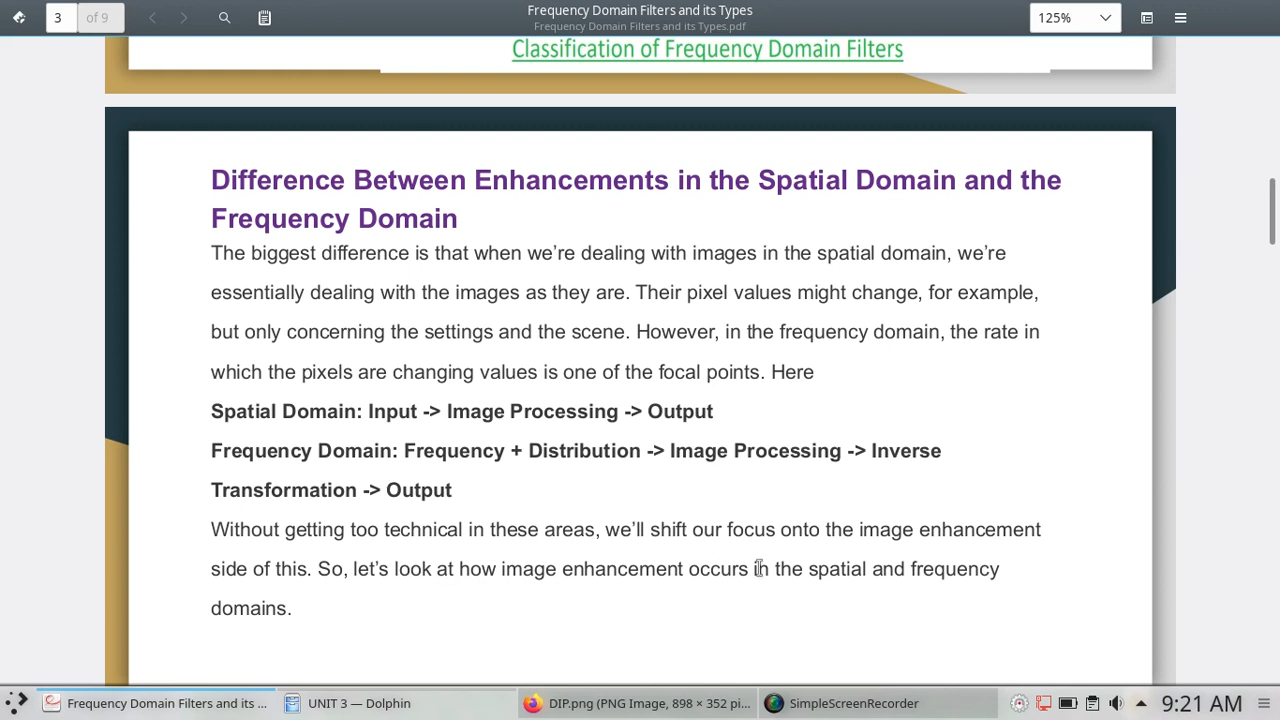 3
of 9
Frequency Domain Filters and its Types
Frequency Domain Filters and its Types.pdf
125%
Classification of Frequency Domain Filters
Difference Between Enhancements in the Spatial Domain and the
Frequency Domain
The biggest difference is that when we’re dealing with images in the spatial domain, we’re
essentially dealing with the images as they are. Their pixel values might change, for example,
but only concerning the settings and the scene. However, in the frequency domain, the rate in
which the pixels are changing values is one of the focal points. Here
Spatial Domain: Input -> Image Processing -> Output
Frequency Domain: Frequency + Distribution -> Image Processing -> Inverse
Transformation -> Output
Without getting too technical in these areas, we’ll shift our focus onto the image enhancement
side of this. So, let’s look at how image enhancement occurs in the spatial and frequency
domains.
Frequency Domain Filters and its ...
UNIT 3 — Dolphin
DIP.png (PNG Image, 898 × 352 pi...
SimpleScreenRecorder
9:21 AM